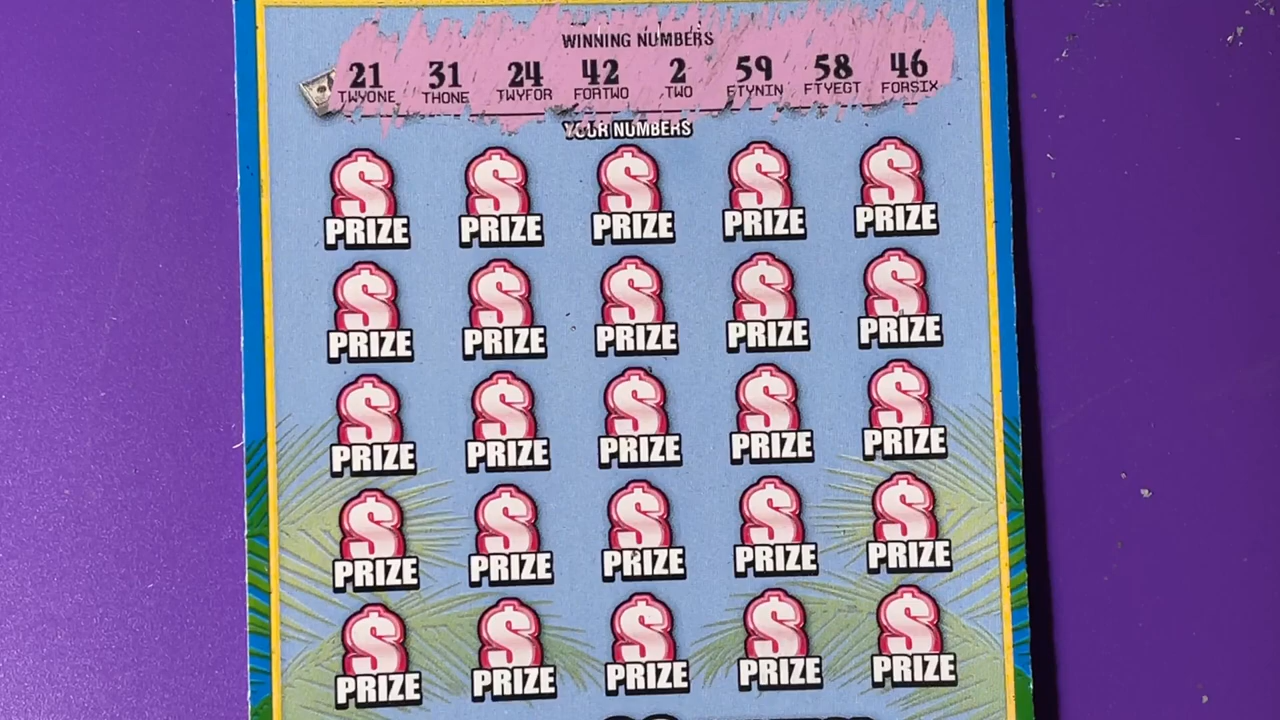 WINNING NUMBERS
21 31 24 42 2 59 58 46
TWYONE THONE TWYFOR FORTWO TWO FTYNIN FTYEGT FORSIX
YOUR NUMBERS
$ $ $ $ $
PRIZE PRIZE PRIZE PRIZE PRIZE
$ $ $ $ $
PRIZE PRIZE PRIZE PRIZE PRIZE
$ $ $ $ $
PRIZE PRIZE PRIZE PRIZE PRIZE
$ $ $ $ $
PRIZE PRIZE PRIZE PRIZE PRIZE
$ $ $ $ $
PRIZE PRIZE PRIZE PRIZE PRIZE